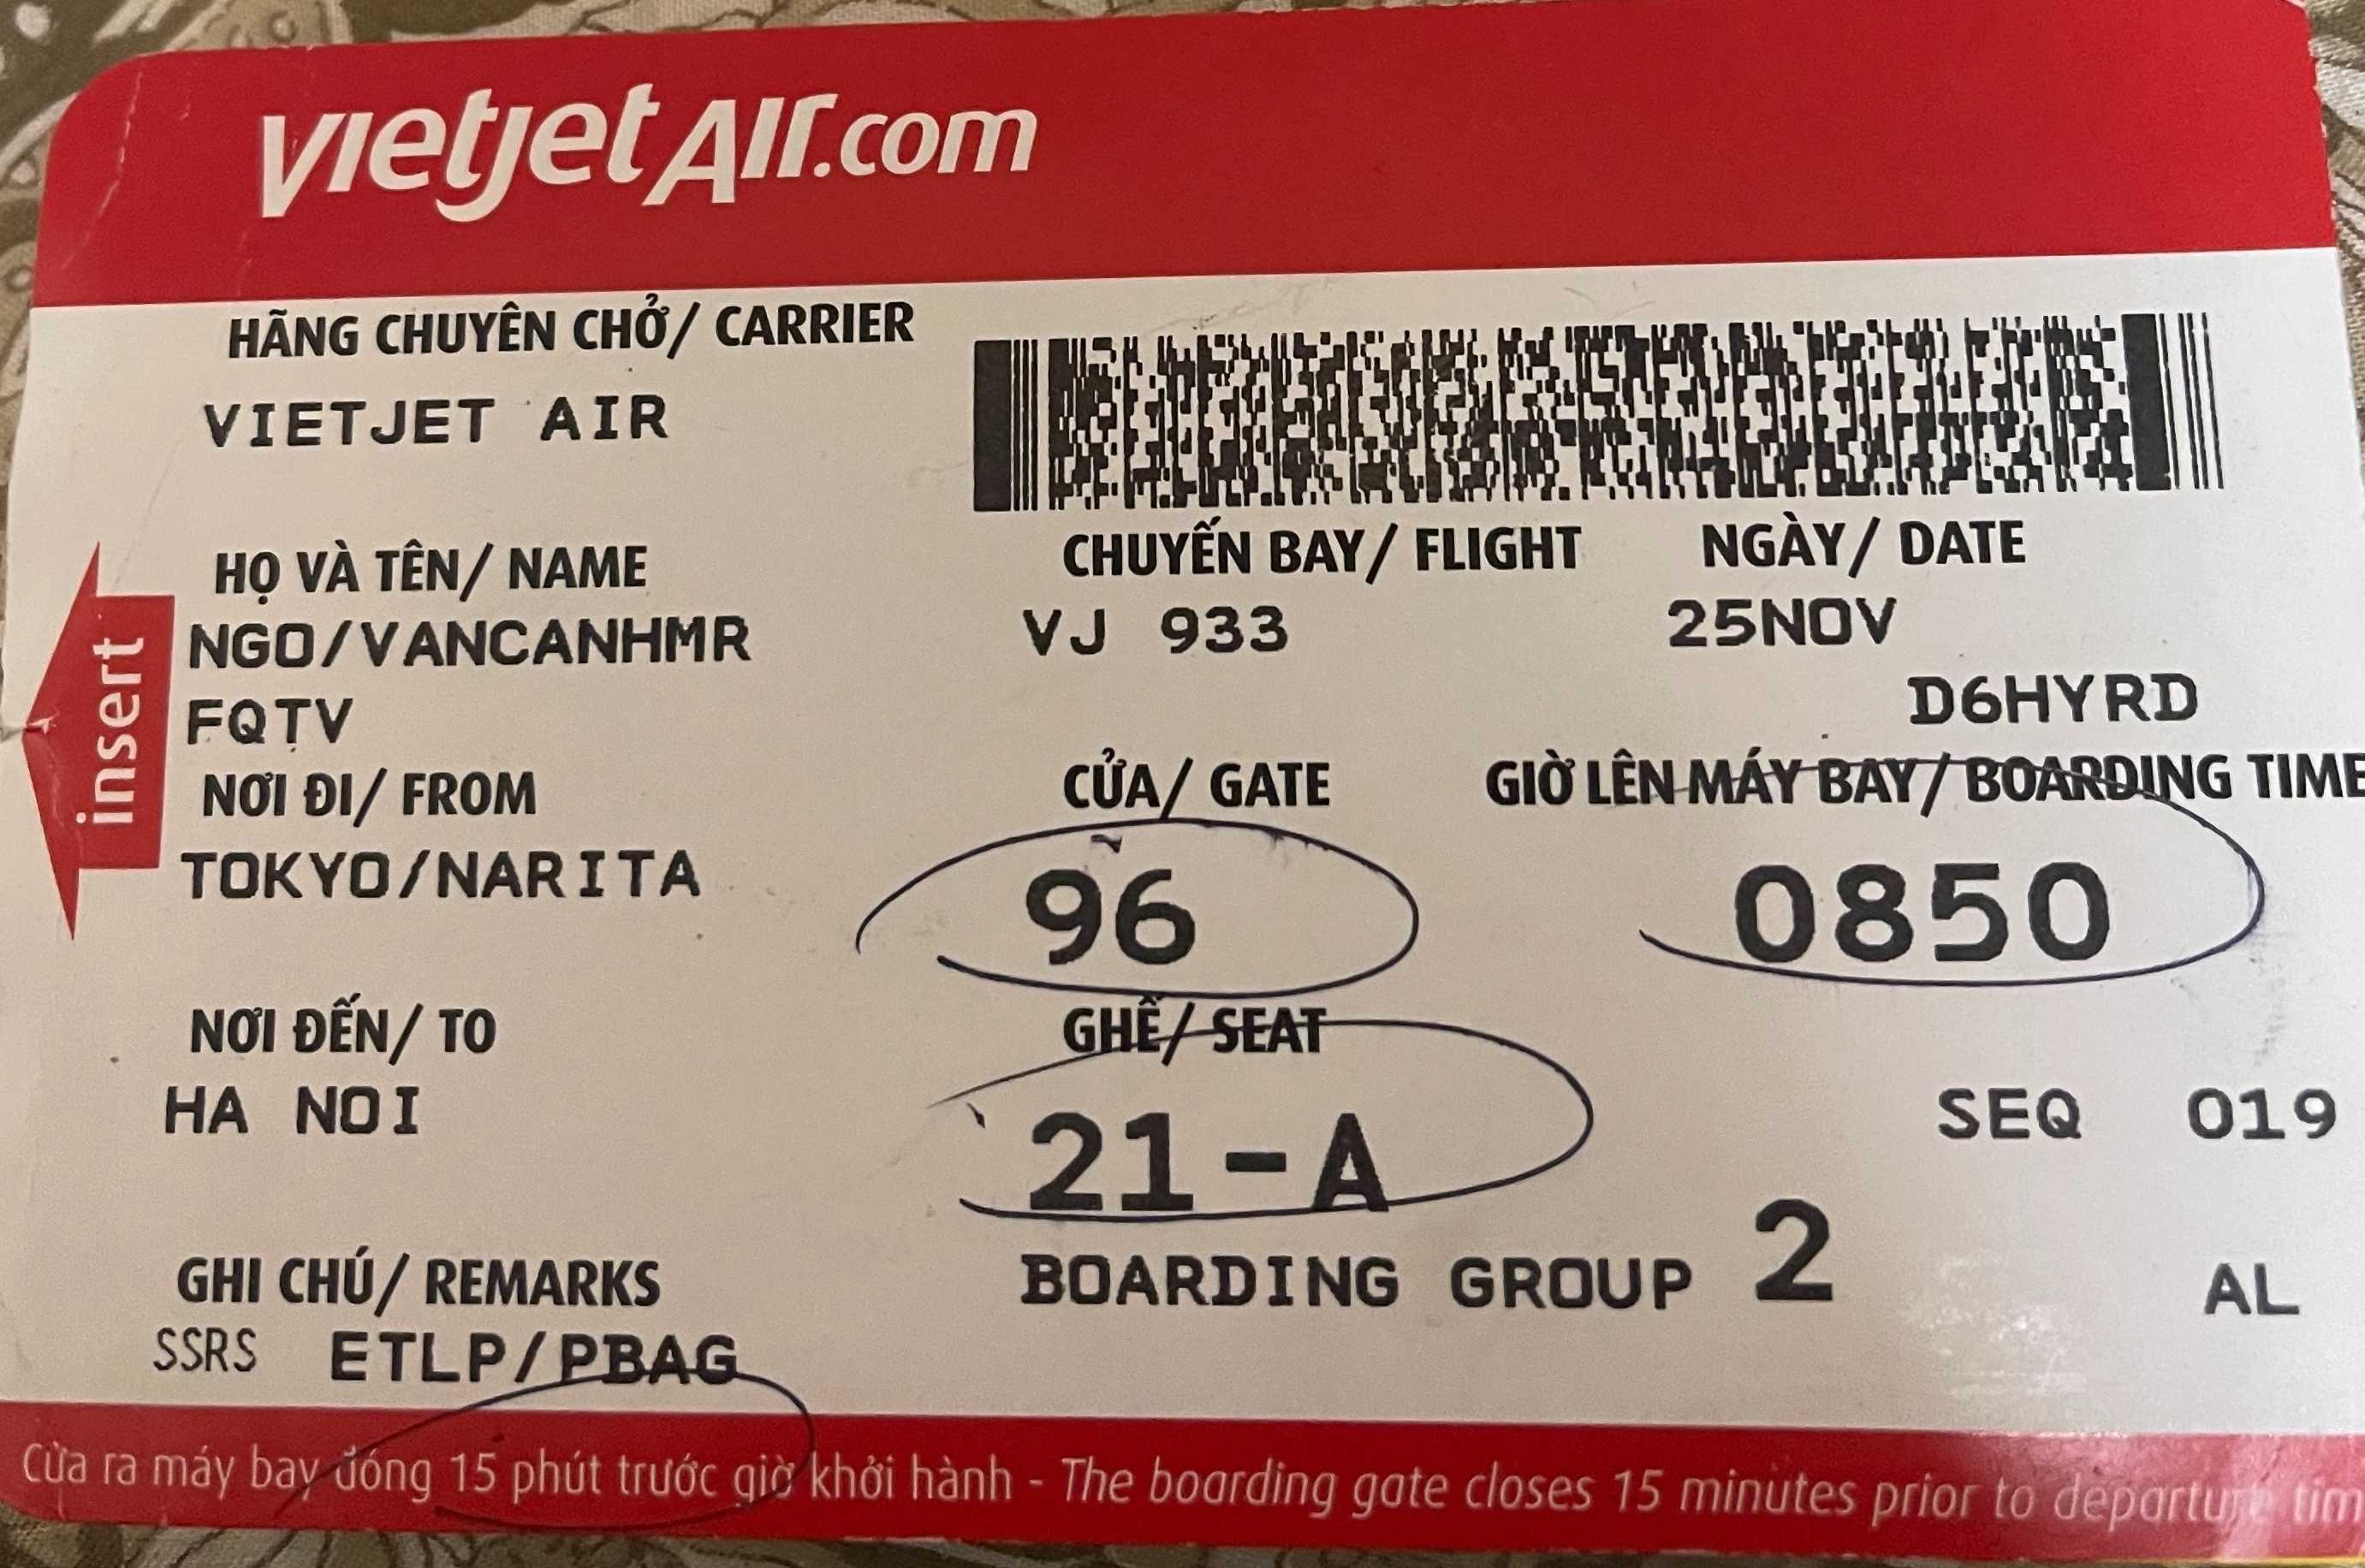 vietjetAir.com
HÃNG CHUYÊN CHỞ/ CARRIER
VIETJET AIR
HỌ VÀ TÊN/ NAME
NGO/VANCANHMR
FQTV
CHUYẾN BAY/ FLIGHT
VJ 933
NGÀY/ DATE
25NOV
D6HYRD
insert
NƠI ĐI/ FROM
TOKYO/NARITA
CỬA/ GATE
96
GIỜ LÊN MÁY BAY/ BOARDING TIME
0850
NƠI ĐẾN/ TO
HA NOI
GHẾ/ SEAT
21-A
SEQ 019
GHI CHÚ/ REMARKS
SSRS ETLP/PBAG
BOARDING GROUP 2
AL
Cửa ra máy bay đóng 15 phút trước giờ khởi hành - The boarding gate closes 15 minutes prior to departure tim